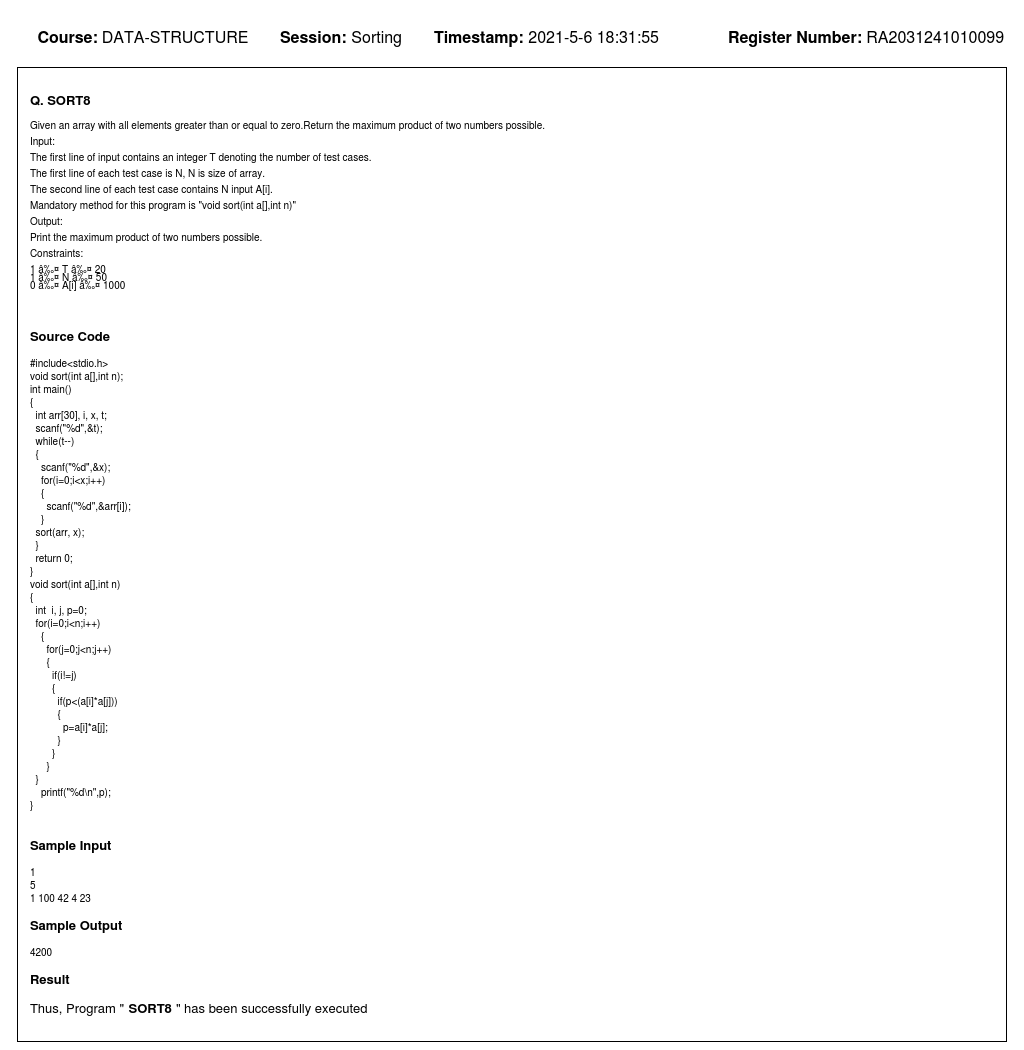 Course: DATA-STRUCTURE Session: Sorting Timestamp: 2021-5-6 18:31:55 Register Number: RA2031241010099
Q. SORT8
Given an array with all elements greater than or equal to zero.Return the maximum product of two numbers possible.
Input:
The first line of input contains an integer T denoting the number of test cases.
The first line of each test case is N, N is size of array.
The second line of each test case contains N input A[i].
Mandatory method for this program is "void sort(int a[],int n)"
Output:
Print the maximum product of two numbers possible.
Constraints:
1 â‰¤ T â‰¤ 20
1 â‰¤ N â‰¤ 50
0 â‰¤ A[i] â‰¤ 1000
Source Code
#include<stdio.h>
void sort(int a[],int n);
int main()
{
  int arr[30], i, x, t;
  scanf("%d",&t);
  while(t--)
  {
    scanf("%d",&x);
    for(i=0;i<x;i++)
    {
      scanf("%d",&arr[i]);
    }
  sort(arr, x);
  }
  return 0;
}
void sort(int a[],int n)
{
  int  i, j, p=0;
  for(i=0;i<n;i++)
    {
      for(j=0;j<n;j++)
      {
        if(i!=j)
        {
          if(p<(a[i]*a[j]))
          {
            p=a[i]*a[j];
          }
        }
      }
  }
    printf("%d\n",p);
}
Sample Input
1
5
1 100 42 4 23
Sample Output
4200
Result
Thus, Program " SORT8 " has been successfully executed